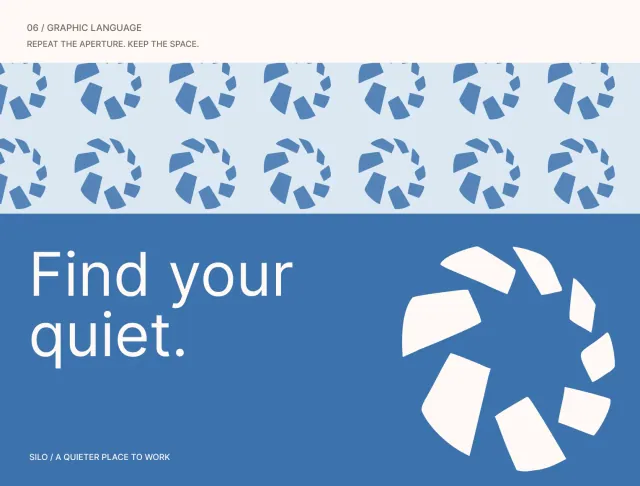 06 / GRAPHIC LANGUAGE
REPEAT THE APERTURE. KEEP THE SPACE.
Find your
quiet.
SILO / A QUIETER PLACE TO WORK